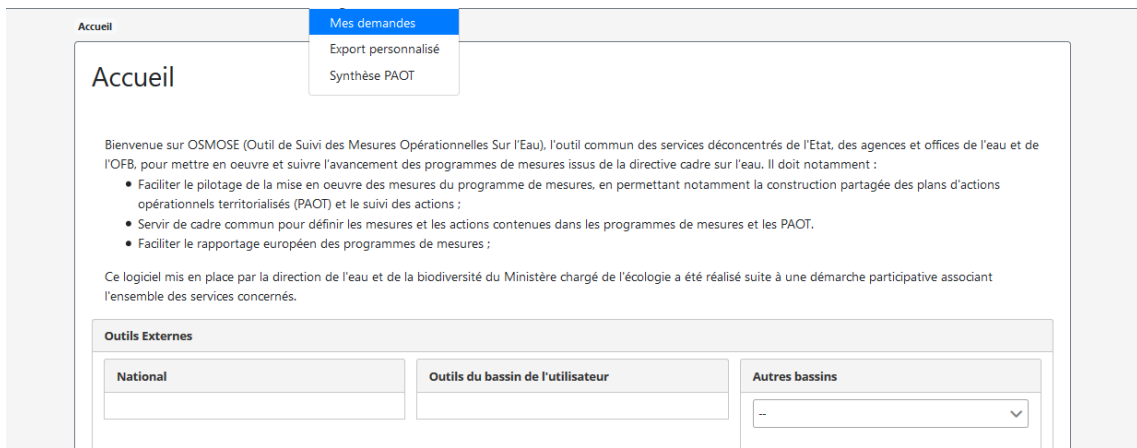 Mes demandes
Accueil
Export personnalisé
Synthèse PAOT
Accueil
Bienvenue sur OSMOSE (Outil de Suivi des Mesures Opérationnelles Sur l'Eau), l'outil commun des services déconcentrés de l'Etat, des agences et offices de l'eau et de
l'OFB, pour mettre en oeuvre et suivre l'avancement des programmes de mesures issus de la directive cadre sur l'eau. Il doit notamment :
• Faciliter le pilotage de la mise en oeuvre des mesures du programme de mesures, en permettant notamment la construction partagée des plans d'actions
opérationnels territorialisés (PAOT) et le suivi des actions ;
• Servir de cadre commun pour définir les mesures et les actions contenues dans les programmes de mesures et les PAOT.
• Faciliter le rapportage européen des programmes de mesures ;
Ce logiciel mis en place par la direction de l'eau et de la biodiversité du Ministère chargé de l'écologie a été réalisé suite à une démarche participative associant
l'ensemble des services concernés.
Outils Externes
National
Outils du bassin de l'utilisateur
Autres bassins
--